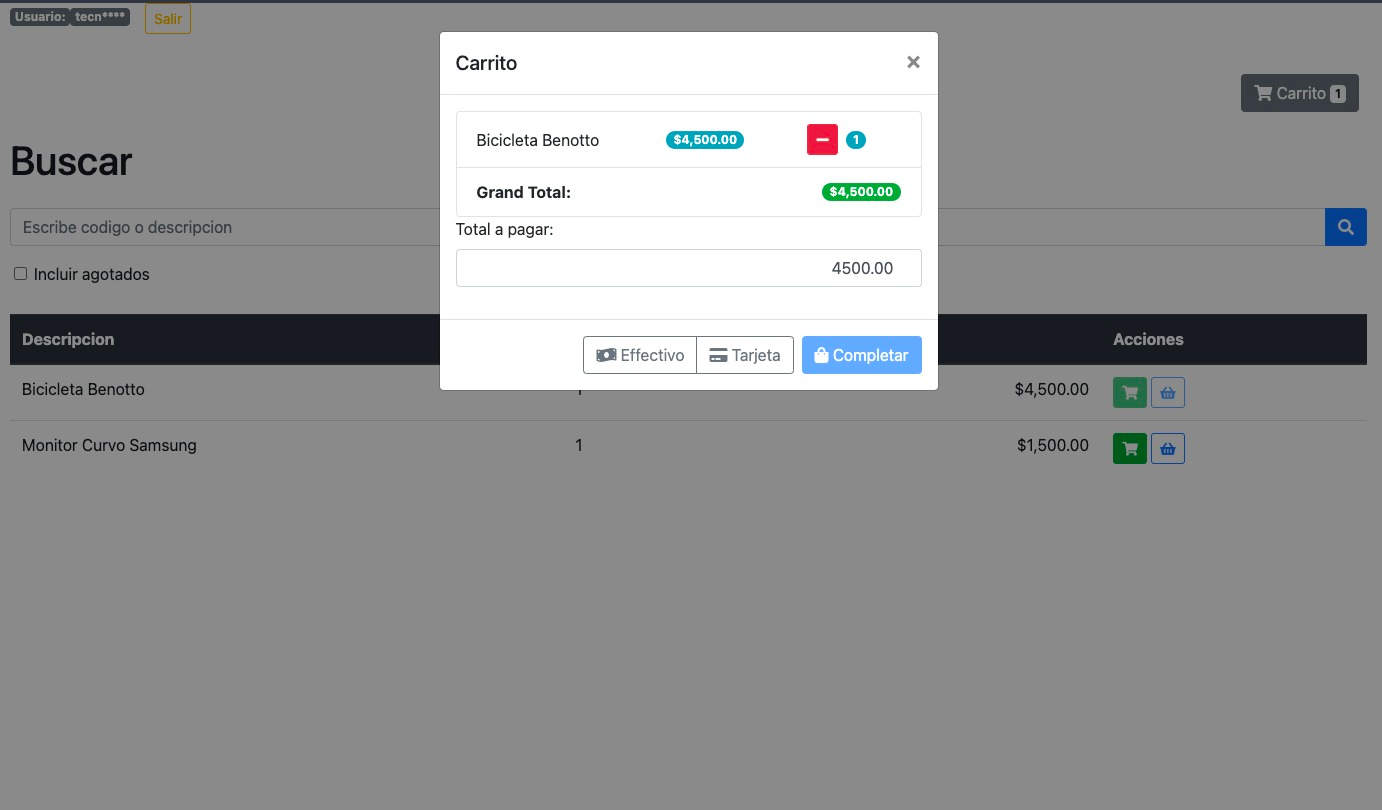 Usuario: tecn**** Salir
Carrito ×
Carrito 1
Bicicleta Benotto $4,500.00 1
Grand Total: $4,500.00
Total a pagar:
4500.00
Effectivo Tarjeta Completar
Buscar
Escribe codigo o descripcion
Incluir agotados
Descripcion Acciones
Bicicleta Benotto 1 $4,500.00
Monitor Curvo Samsung 1 $1,500.00